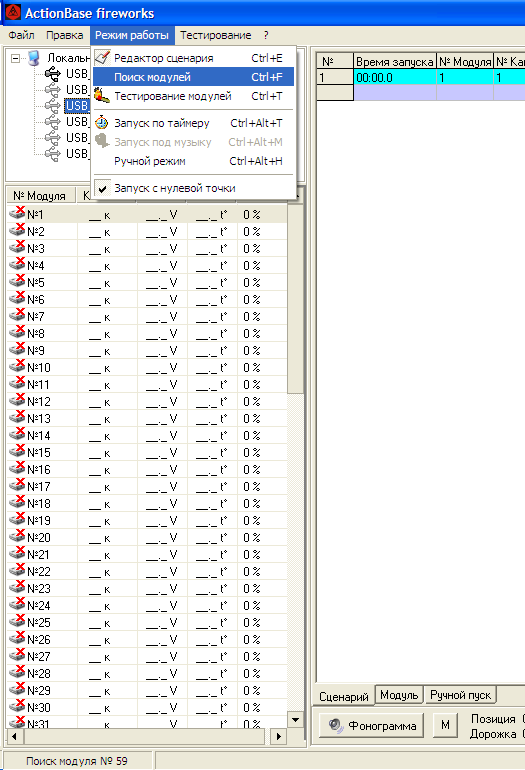 ActionBase fireworks
Файл Правка Режим работы Тестирование ?
Локальн
USB_
USB_
USB_
USB_
USB_
USB_
Редактор сценария Ctrl+E
Поиск модулей Ctrl+F
Тестирование модулей Ctrl+T
Запуск по таймеру Ctrl+Alt+T
Запуск под музыку Ctrl+Alt+M
Ручной режим Ctrl+Alt+H
Запуск с нулевой точки
№ Время запуска № Модуля № Ка
1 00:00.0 1 1
№ Модуля К
№1 __ к __._ V __._ t° 0 %
№2 __ к __._ V __._ t° 0 %
№3 __ к __._ V __._ t° 0 %
№4 __ к __._ V __._ t° 0 %
№5 __ к __._ V __._ t° 0 %
№6 __ к __._ V __._ t° 0 %
№7 __ к __._ V __._ t° 0 %
№8 __ к __._ V __._ t° 0 %
№9 __ к __._ V __._ t° 0 %
№10 __ к __._ V __._ t° 0 %
№11 __ к __._ V __._ t° 0 %
№12 __ к __._ V __._ t° 0 %
№13 __ к __._ V __._ t° 0 %
№14 __ к __._ V __._ t° 0 %
№15 __ к __._ V __._ t° 0 %
№16 __ к __._ V __._ t° 0 %
№17 __ к __._ V __._ t° 0 %
№18 __ к __._ V __._ t° 0 %
№19 __ к __._ V __._ t° 0 %
№20 __ к __._ V __._ t° 0 %
№21 __ к __._ V __._ t° 0 %
№22 __ к __._ V __._ t° 0 %
№23 __ к __._ V __._ t° 0 %
№24 __ к __._ V __._ t° 0 %
№25 __ к __._ V __._ t° 0 %
№26 __ к __._ V __._ t° 0 %
№27 __ к __._ V __._ t° 0 %
№28 __ к __._ V __._ t° 0 %
№29 __ к __._ V __._ t° 0 %
№30 __ к __._ V __._ t° 0 %
№31 __ к __._ V __._ t° 0 %
Сценарий Модуль Ручной пуск
Фонограмма M Позиция
Дорожка
Поиск модуля № 59